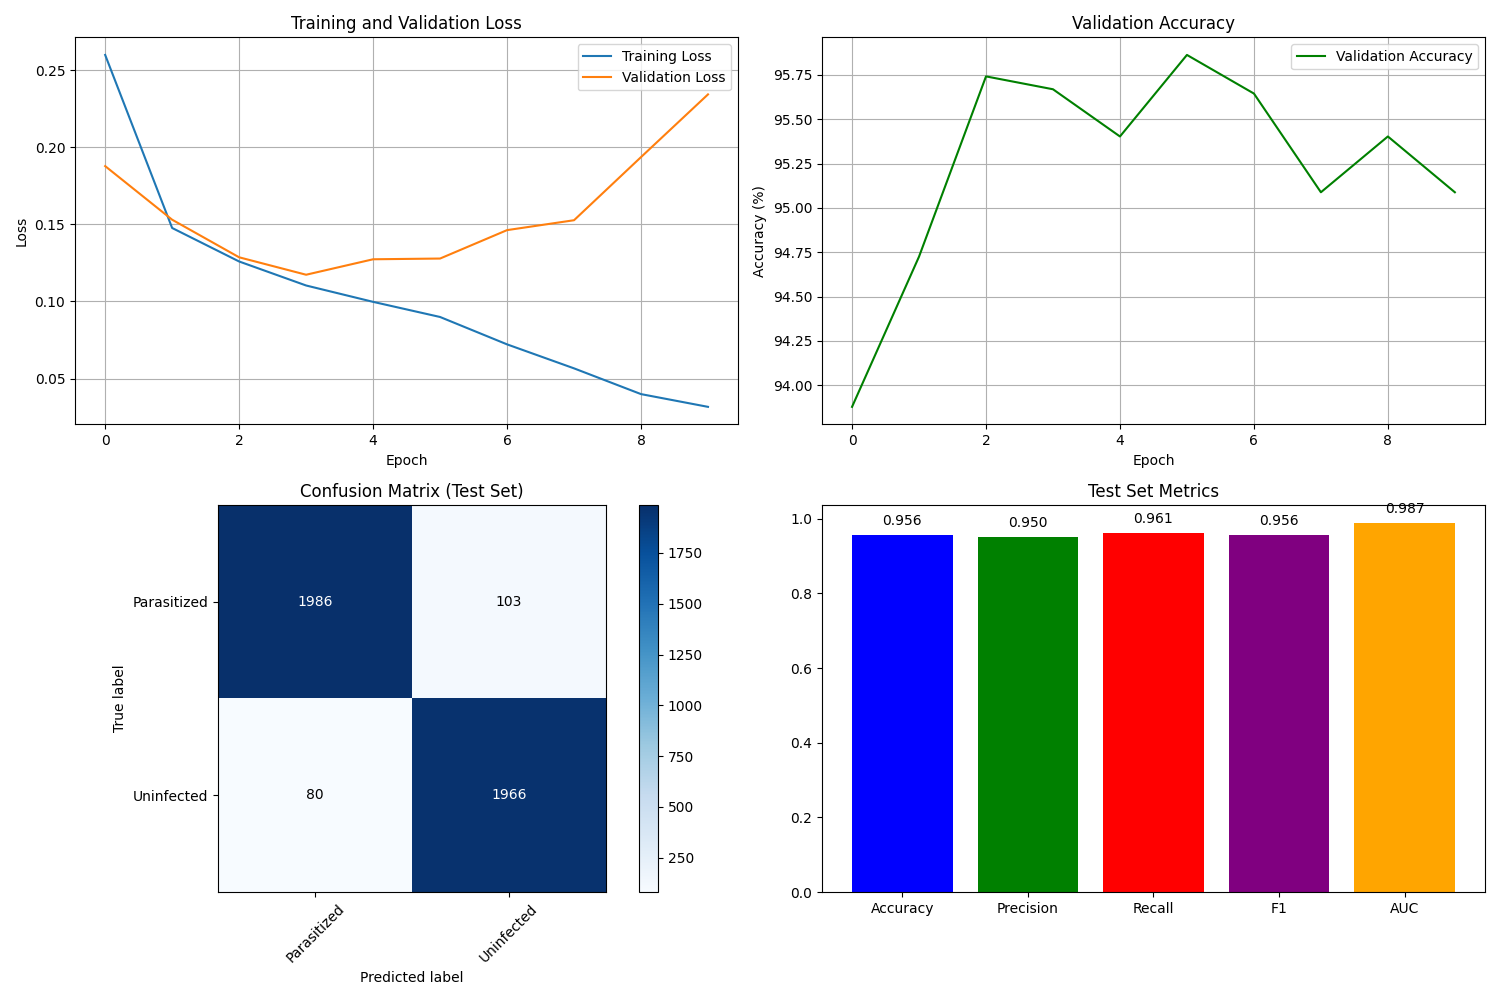 Training and Validation Loss
Training Loss
Validation Loss
0.25
0.20
0.15
0.10
0.05
Loss
0 2 4 6 8
Epoch
Validation Accuracy
Validation Accuracy
95.75
95.50
95.25
95.00
94.75
94.50
94.25
94.00
Accuracy (%)
0 2 4 6 8
Epoch
Confusion Matrix (Test Set)
Parasitized
1986 103
Uninfected
80 1966
True label
Parasitized
Uninfected
Predicted label
1750
1500
1250
1000
750
500
250
Test Set Metrics
1.0
0.8
0.6
0.4
0.2
0.0
0.956 0.950 0.961 0.956 0.987
Accuracy Precision Recall F1 AUC